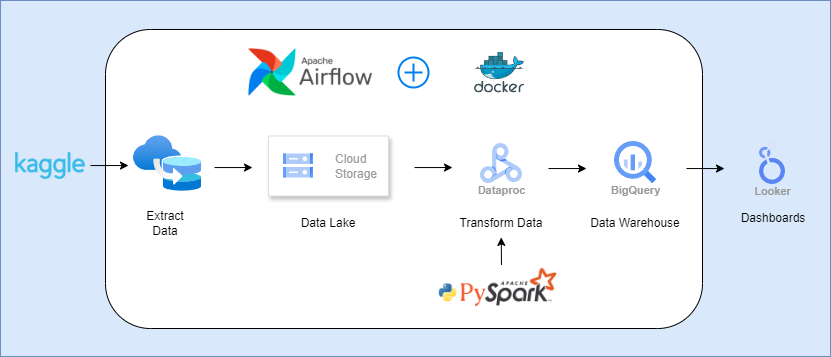 Apache
Airflow
docker
kaggle
Cloud
Storage
Dataproc
BigQuery
Looker
Extract
Data
Data Lake
Transform Data
Data Warehouse
Dashboards
APACHE
PySpark